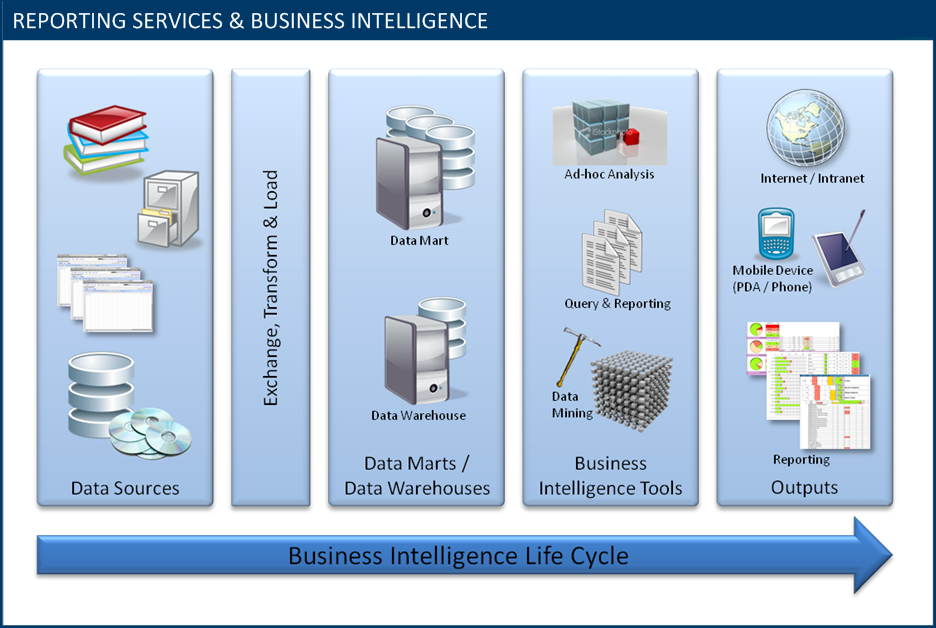 REPORTING SERVICES & BUSINESS INTELLIGENCE
Data Sources
Exchange, Transform & Load
Data Mart
Data Warehouse
Data Marts /
Data Warehouses
iStockphoto
Ad-hoc Analysis
Query & Reporting
Data
Mining
Business
Intelligence Tools
Internet / Intranet
Mobile Device
(PDA / Phone)
Reporting
Outputs
Business Intelligence Life Cycle